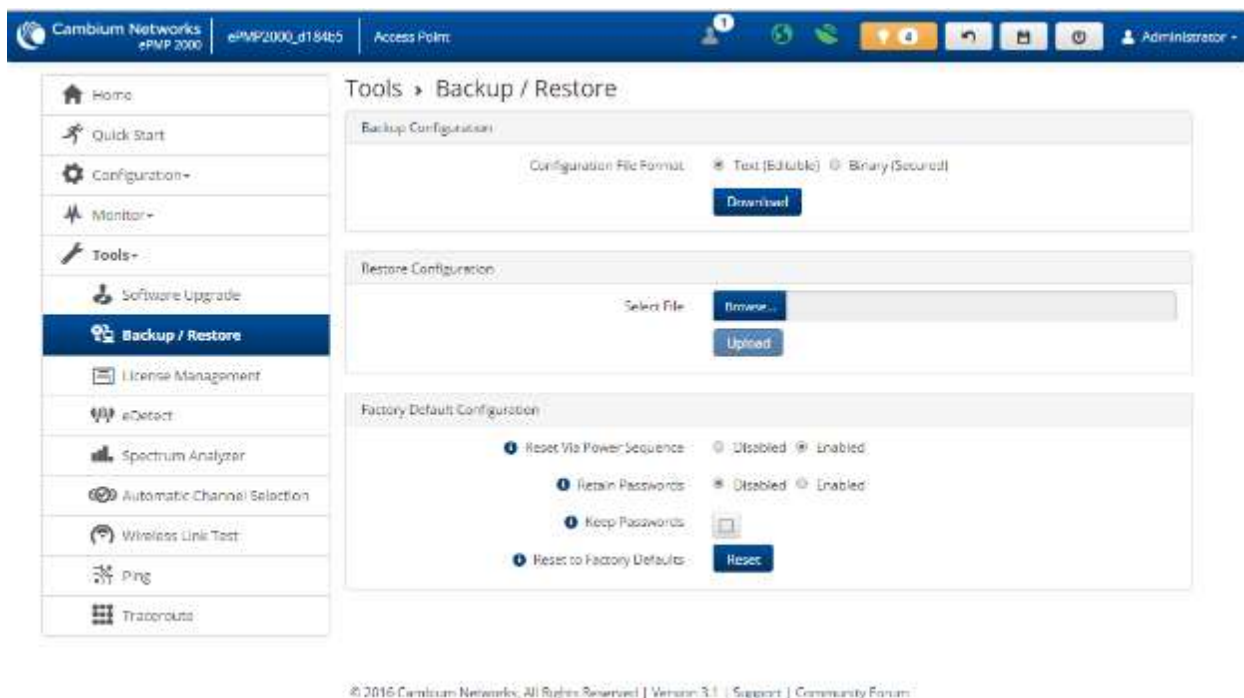 Cambium Networks
ePMP 2000
ePMP2000_d184b5
Access Point
1
4
Administrator
Home
Quick Start
Configuration
Monitor
Tools
Software Upgrade
Backup / Restore
License Management
eDetect
Spectrum Analyzer
Automatic Channel Selection
Wireless Link Test
Ping
Traceroute
Tools › Backup / Restore
Backup Configuration
Configuration File Format Text (Editable) Binary (Secured)
Download
Restore Configuration
Select File Browse...
Upload
Factory Default Configuration
Reset Via Power Sequence Disabled Enabled
Retain Passwords Disabled Enabled
Keep Passwords
Reset to Factory Defaults Reset
© 2016 Cambium Networks, All Rights Reserved | Version 3.1 | Support | Community Forum